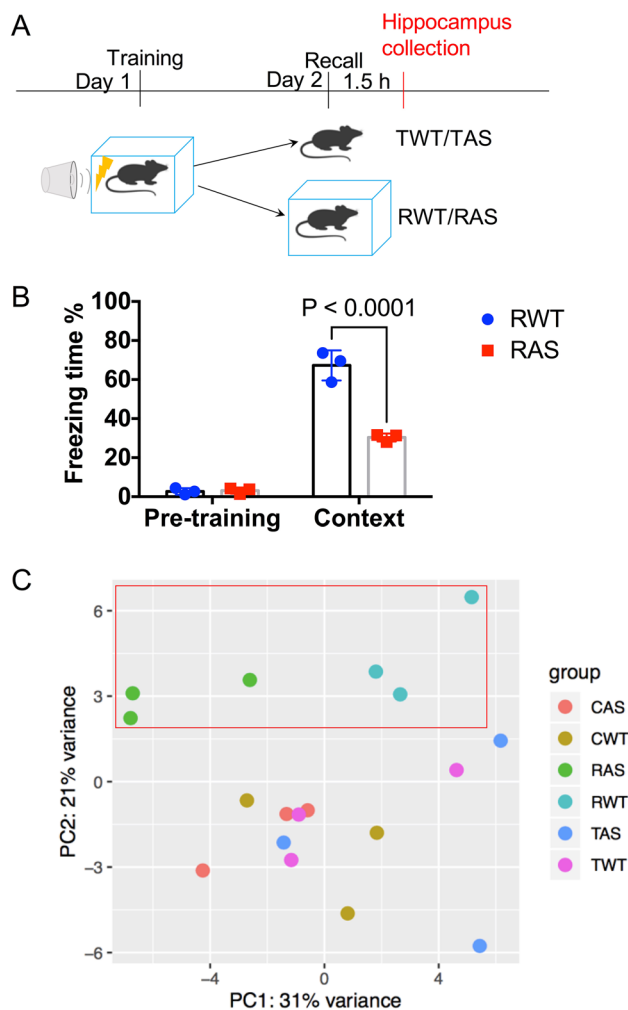 A
Hippocampus
collection
Training
Recall
Day 1
Day 2
1.5 h
TWT/TAS
RWT/RAS
B
Freezing time %
100
80
60
40
20
0
P < 0.0001
RWT
RAS
Pre-training
Context
C
PC2: 21% variance
6
3
0
−3
−6
−4
0
4
PC1: 31% variance
group
CAS
CWT
RAS
RWT
TAS
TWT